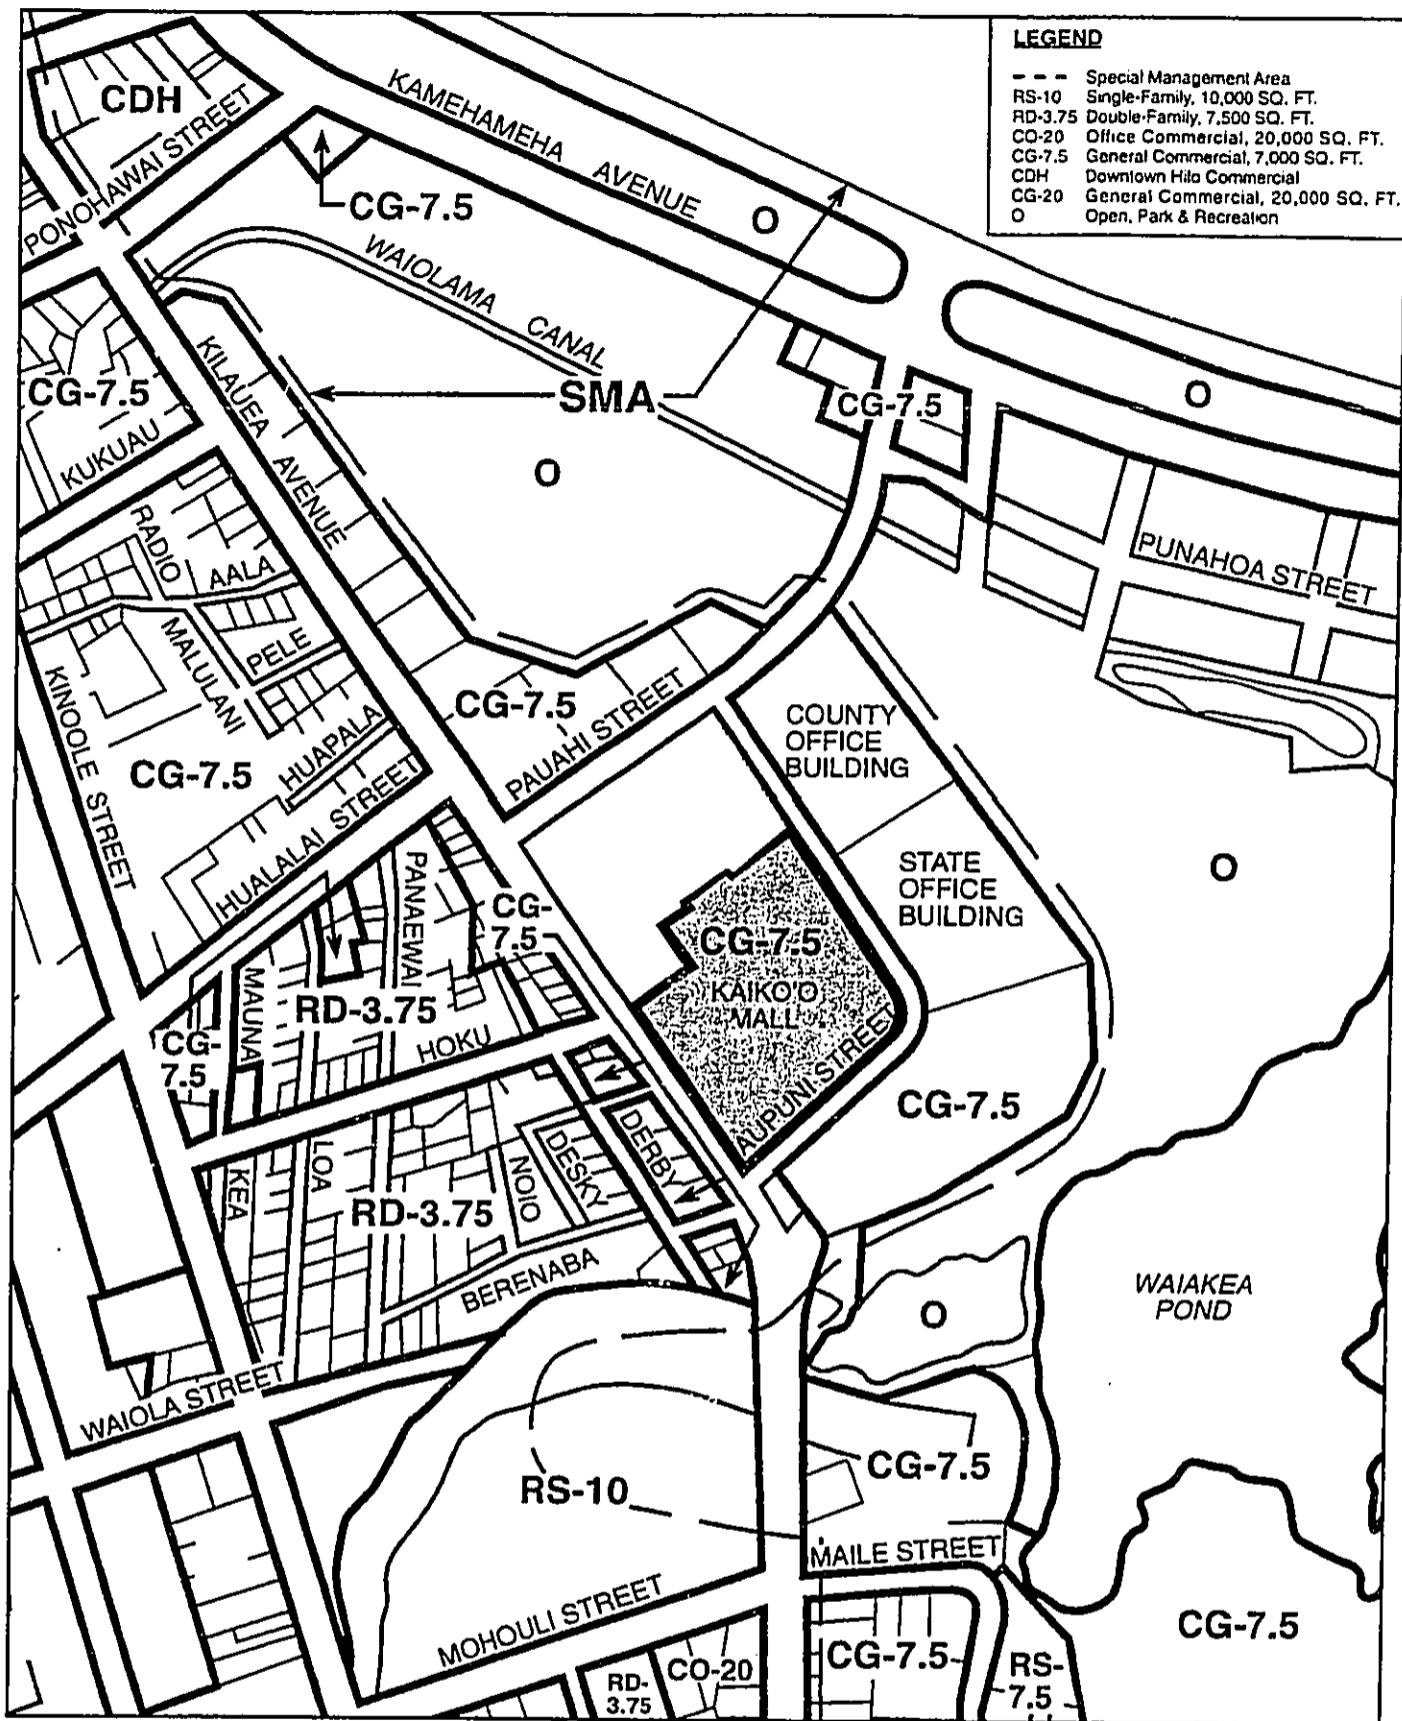 LEGEND
--- Special Management Area
RS-10 Single-Family, 10,000 SQ. FT.
RD-3.75 Double-Family, 7,500 SQ. FT.
CO-20 Office Commercial, 20,000 SQ. FT.
CG-7.5 General Commercial, 7,000 SQ. FT.
CDH Downtown Hilo Commercial
CG-20 General Commercial, 20,000 SQ. FT.
O Open, Park & Recreation
CDH
PONOHAWAI STREET
KAMEHAMEHA AVENUE
O
CG-7.5
WAIOLAMA CANAL
KILAUEA AVENUE
CG-7.5
SMA
CG-7.5
O
KUKUAU
O
RADIO
AALA
PUNAHOA STREET
MALULANI
PELE
KINOOLE STREET
CG-7.5
PAUAHI STREET
COUNTY
OFFICE
BUILDING
CG-7.5
HUAPALA
HUALALAI STREET
PANAEWAI
STATE
OFFICE
BUILDING
O
CG-
7.5
CG-7.5
KAIKO'O
MALL
MAUNA
RD-3.75
CG-
7.5
HOKU
AUPUNI STREET
CG-7.5
KEA
LOA
NOIO
DESKY
DERBY
RD-3.75
BERENABA
WAIAKEA
POND
O
WAIOLA STREET
CG-7.5
RS-10
MAILE STREET
MOHOULI STREET
CG-7.5
RD-
3.75
CO-20
CG-7.5
RS-
7.5